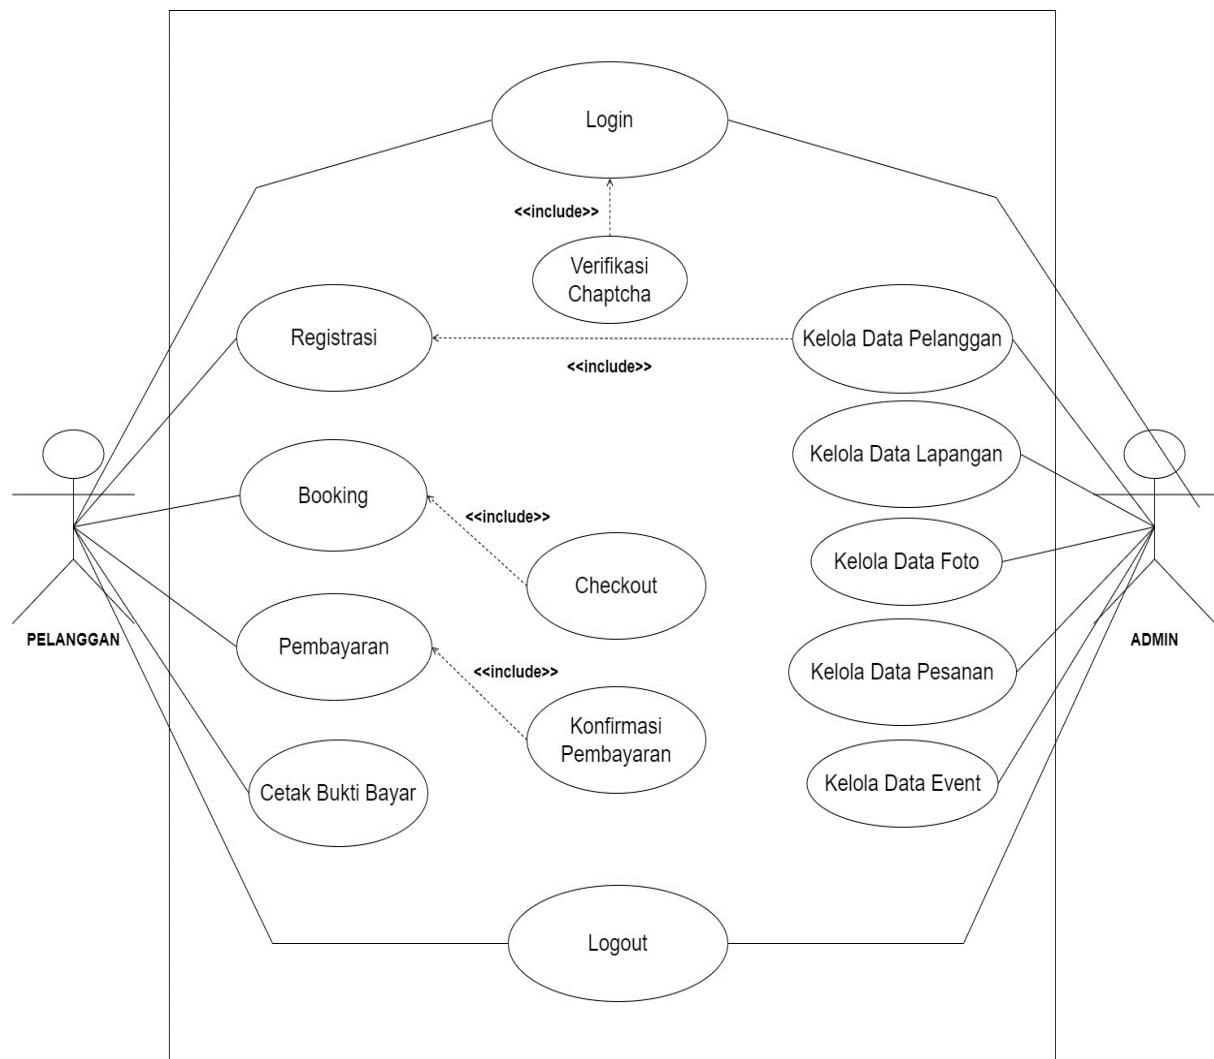 Login
<<include>>
Verifikasi
Chaptcha
Registrasi
Kelola Data Pelanggan
<<include>>
Kelola Data Lapangan
Booking
<<include>>
Kelola Data Foto
Checkout
PELANGGAN
ADMIN
Pembayaran
<<include>>
Kelola Data Pesanan
Konfirmasi
Pembayaran
Cetak Bukti Bayar
Kelola Data Event
Logout